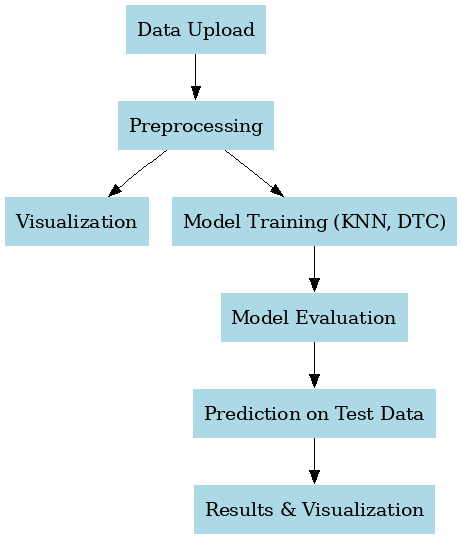 Data Upload
Preprocessing
Visualization
Model Training (KNN, DTC)
Model Evaluation
Prediction on Test Data
Results & Visualization